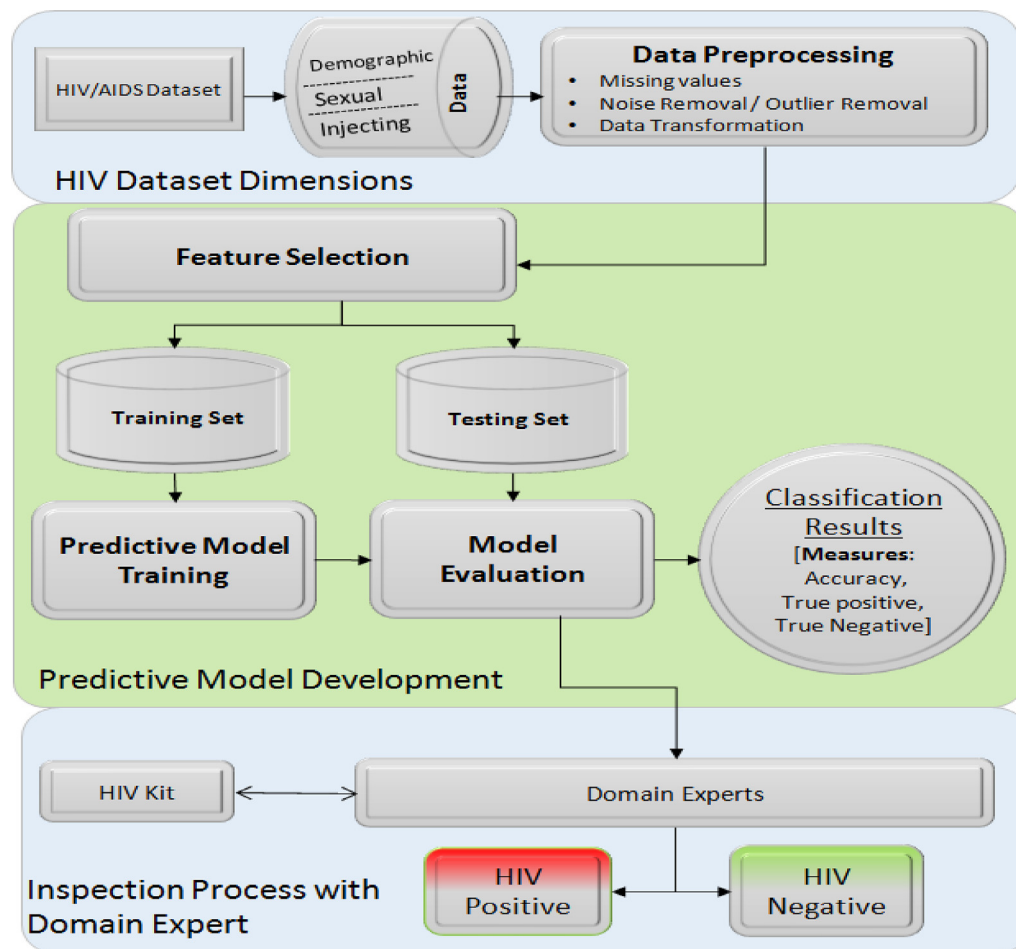 HIV/AIDS Dataset
Demographic
Sexual
Injecting
Data
Data Preprocessing
• Missing values
• Noise Removal / Outlier Removal
• Data Transformation
HIV Dataset Dimensions
Feature Selection
Training Set
Testing Set
Predictive Model
Training
Model
Evaluation
Classification
Results
[Measures:
Accuracy,
True positive,
True Negative]
Predictive Model Development
HIV Kit
Domain Experts
HIV
Positive
HIV
Negative
Inspection Process with
Domain Expert